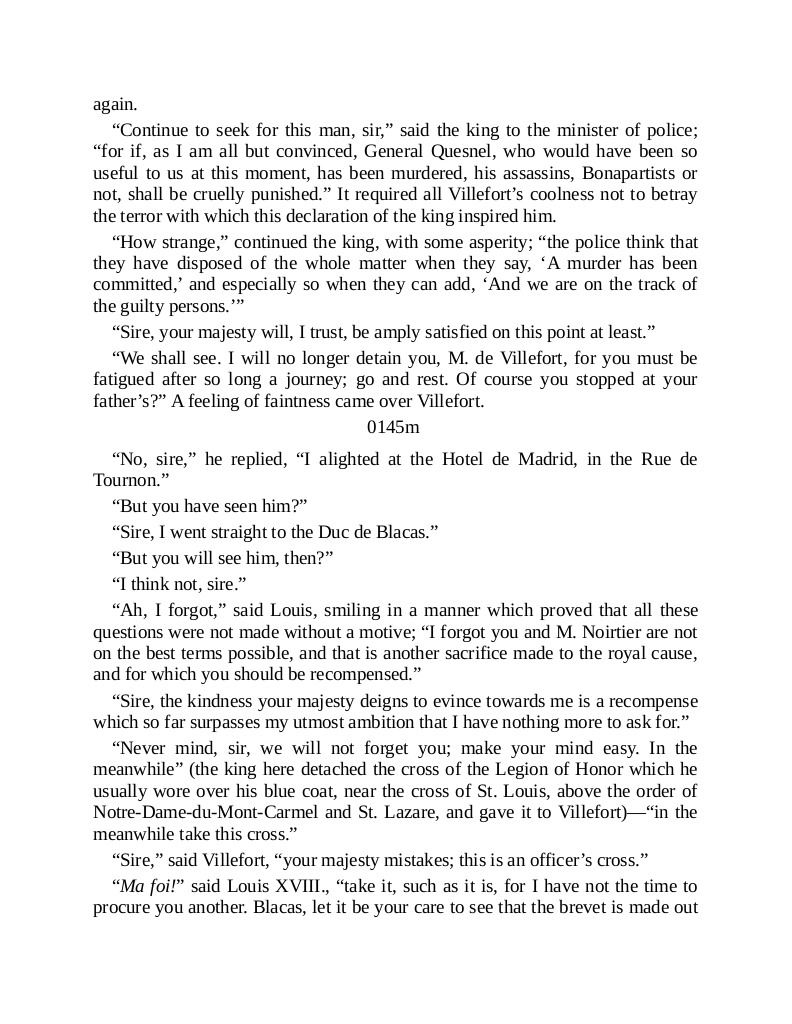 again.
“Continue to seek for this man, sir,” said the king to the minister of police;
“for if, as I am all but convinced, General Quesnel, who would have been so
useful to us at this moment, has been murdered, his assassins, Bonapartists or
not, shall be cruelly punished.” It required all Villefort’s coolness not to betray
the terror with which this declaration of the king inspired him.
“How strange,” continued the king, with some asperity; “the police think that
they have disposed of the whole matter when they say, ‘A murder has been
committed,’ and especially so when they can add, ‘And we are on the track of
the guilty persons.’”
“Sire, your majesty will, I trust, be amply satisfied on this point at least.”
“We shall see. I will no longer detain you, M. de Villefort, for you must be
fatigued after so long a journey; go and rest. Of course you stopped at your
father’s?” A feeling of faintness came over Villefort.
0145m
“No, sire,” he replied, “I alighted at the Hotel de Madrid, in the Rue de
Tournon.”
“But you have seen him?”
“Sire, I went straight to the Duc de Blacas.”
“But you will see him, then?”
“I think not, sire.”
“Ah, I forgot,” said Louis, smiling in a manner which proved that all these
questions were not made without a motive; “I forgot you and M. Noirtier are not
on the best terms possible, and that is another sacrifice made to the royal cause,
and for which you should be recompensed.”
“Sire, the kindness your majesty deigns to evince towards me is a recompense
which so far surpasses my utmost ambition that I have nothing more to ask for.”
“Never mind, sir, we will not forget you; make your mind easy. In the
meanwhile” (the king here detached the cross of the Legion of Honor which he
usually wore over his blue coat, near the cross of St. Louis, above the order of
Notre-Dame-du-Mont-Carmel and St. Lazare, and gave it to Villefort)—“in the
meanwhile take this cross.”
“Sire,” said Villefort, “your majesty mistakes; this is an officer’s cross.”
“Ma foi!” said Louis XVIII., “take it, such as it is, for I have not the time to
procure you another. Blacas, let it be your care to see that the brevet is made out